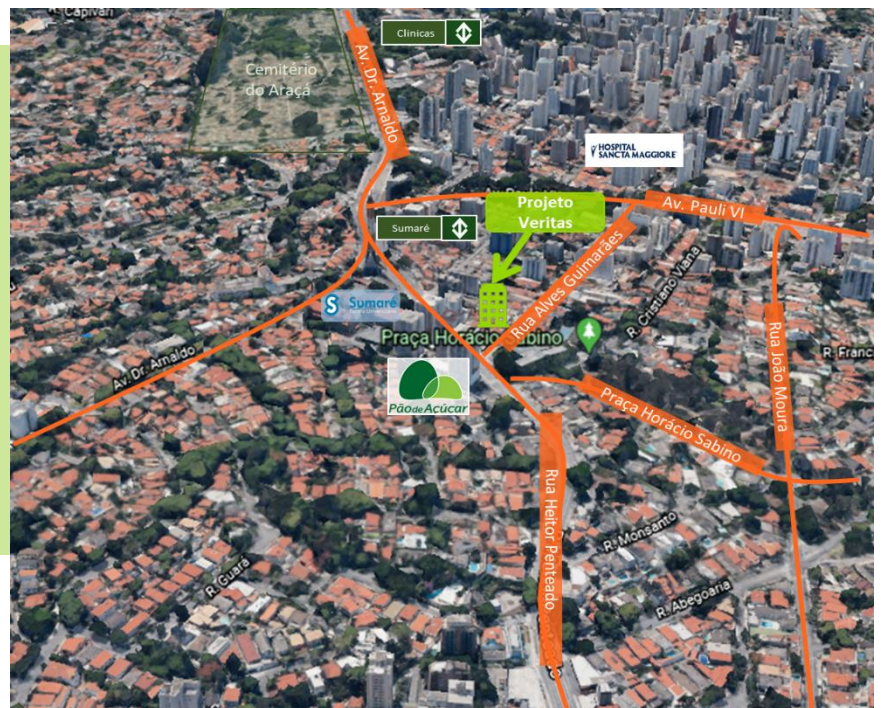 R. Capivari
Clinicas
Av. Dr. Arnaldo
Cemitério
do Araçá
HOSPITAL
SANCTA MAGGIORE
Projeto
Veritas
Av. Pauli VI
Sumaré
Rua Alves Guimarães
R. Cristiano Viana
S Sumaré
Praça Horácio Sabino
Av. Dr. Arnaldo
Rua João Moura
R. Franc
Pão de Açúcar
Praça Horácio Sabino
Rua Heitor Penteado
R. Monsanto
R. Guará
R. Abegoaria